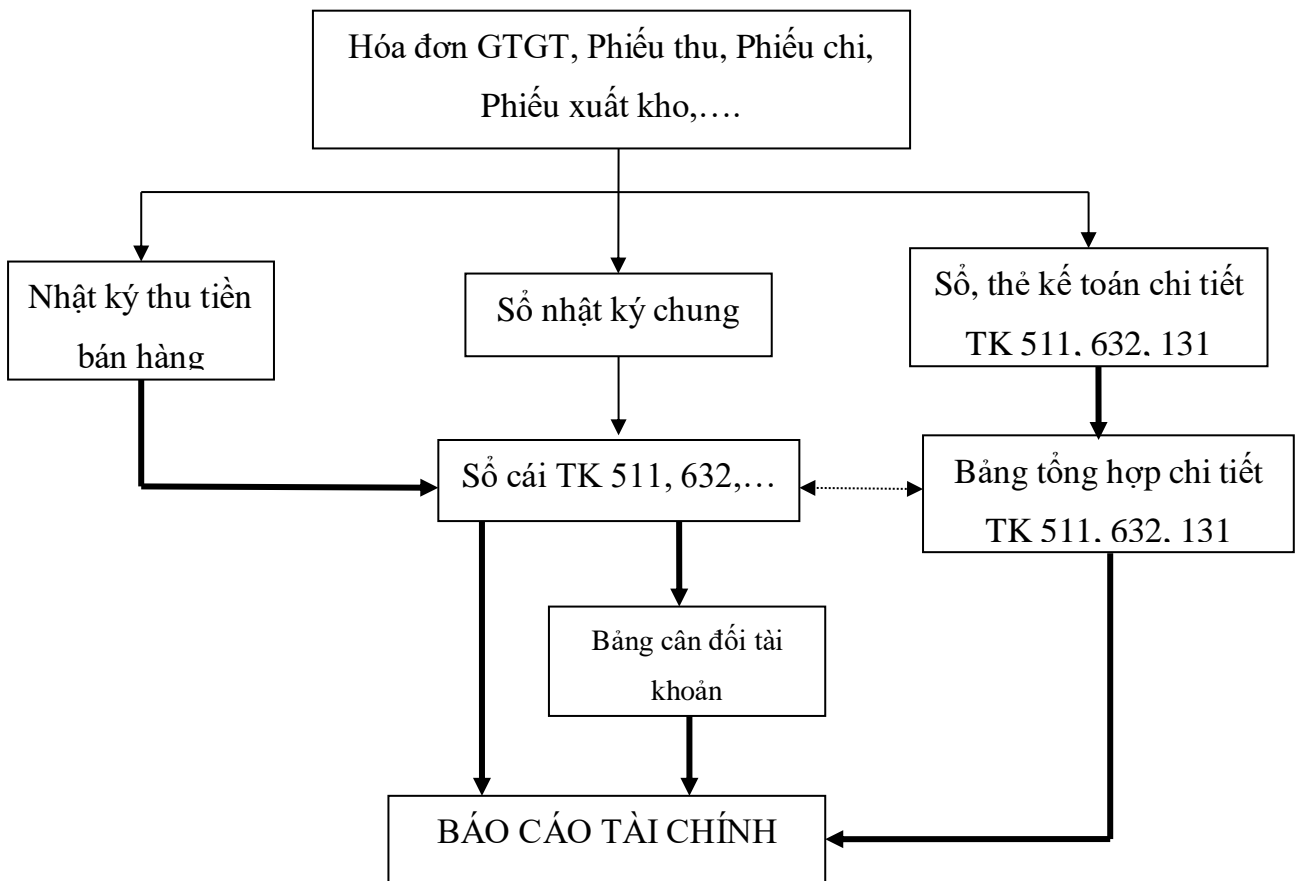 Hóa đơn GTGT, Phiếu thu, Phiếu chi,
Phiếu xuất kho,....
Nhật ký thu tiền
bán hàng
Sổ nhật ký chung
Sổ, thẻ kế toán chi tiết
TK 511, 632, 131
Sổ cái TK 511, 632,...
Bảng tổng hợp chi tiết
TK 511, 632, 131
Bảng cân đối tài
khoản
BÁO CÁO TÀI CHÍNH